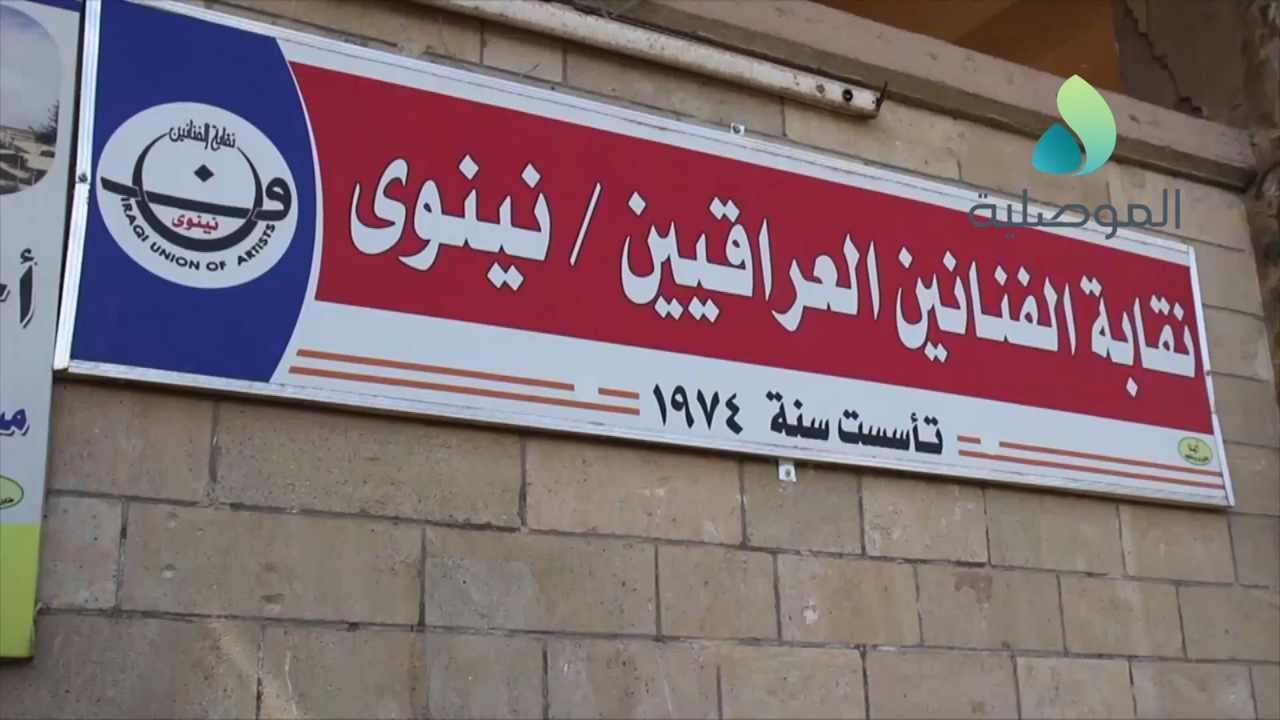 نقابة الفنانين العراقيين / نينوى
تأسست سنة ١٩٧٤
نقابة الفنانين
نينوى
IRAQI UNION OF ARTISTS
الموصلية